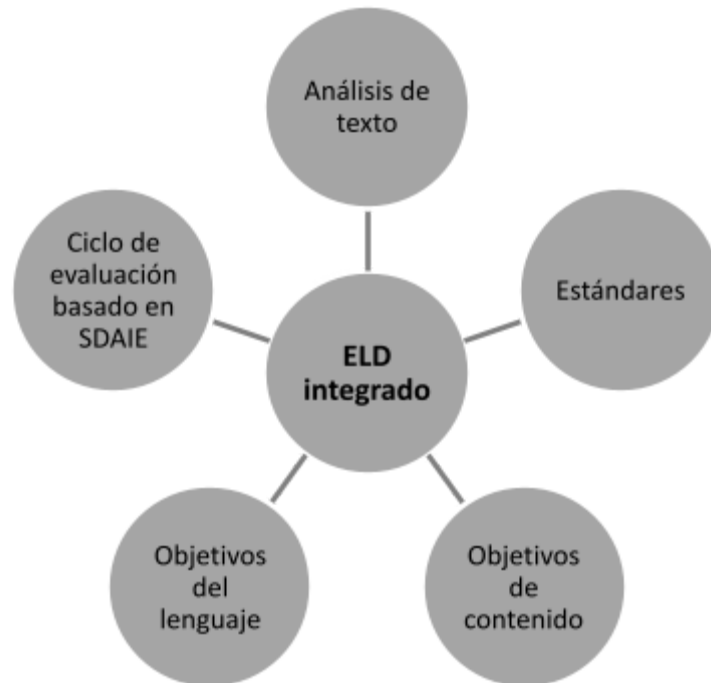 Análisis de
texto
Ciclo de
evaluación
basado en
SDAIE
Estándares
ELD
integrado
Objetivos
del
lenguaje
Objetivos
de
contenido